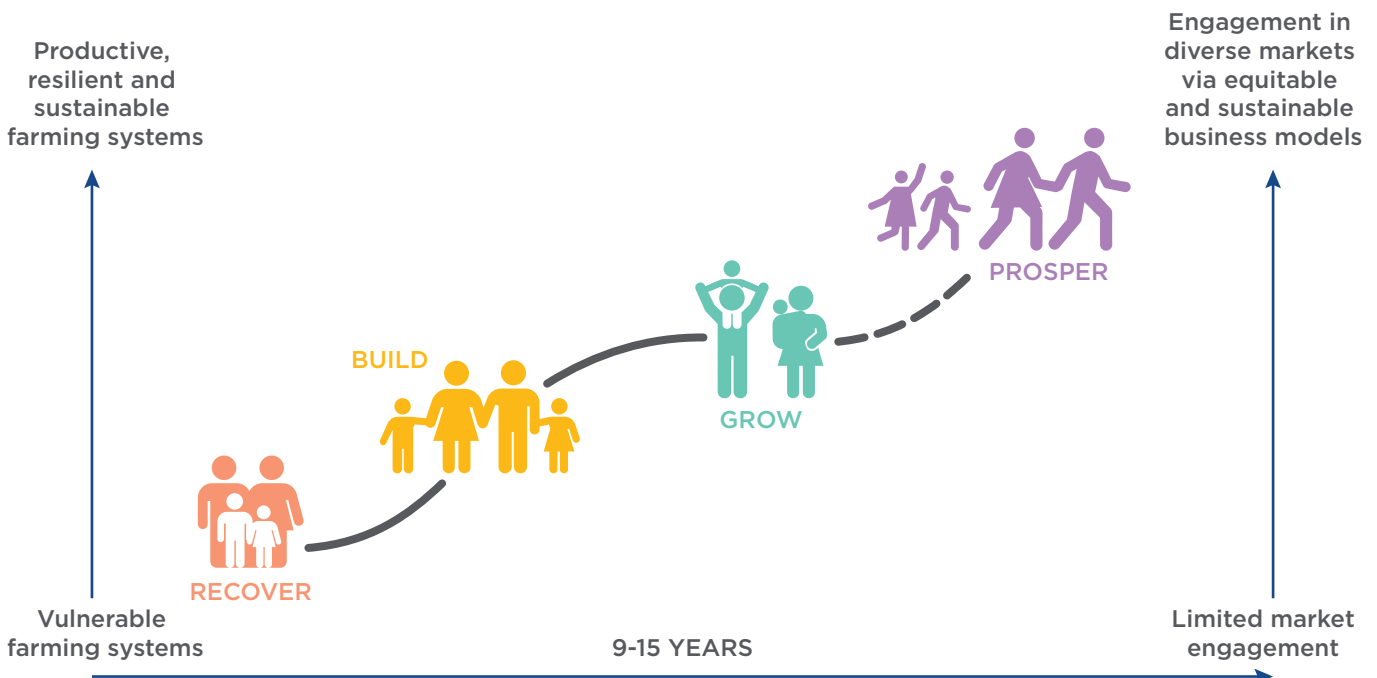 Productive,
resilient and
sustainable
farming systems
Engagement in
diverse markets
via equitable
and sustainable
business models
PROSPER
BUILD
GROW
RECOVER
Vulnerable
farming systems
9-15 YEARS
Limited market
engagement